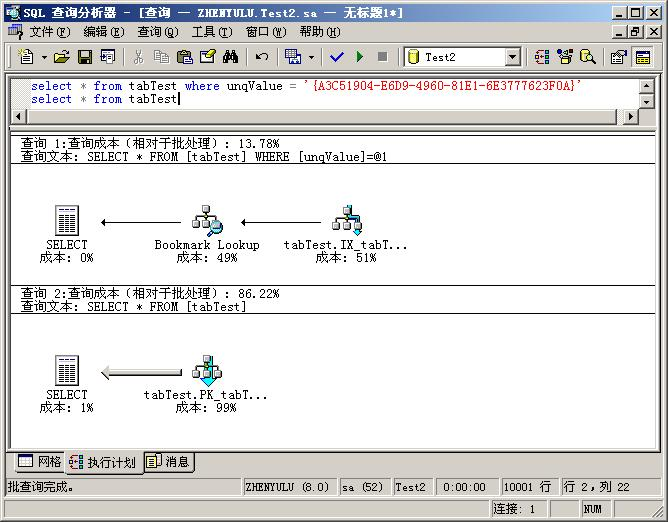 SQL 查询分析器 - [查询 — ZHENYULU.Test2.sa — 无标题1*]
文件(F) 编辑(E) 查询(Q) 工具(T) 窗口(W) 帮助(H)
Test2
select * from tabTest where unqValue = '{A3C51904-E6D9-4960-81E1-6E3777623F0A}'
select * from tabTest
查询 1:查询成本（相对于批处理）: 13.78%
查询文本: SELECT * FROM [tabTest] WHERE [unqValue]=@1
SELECT Bookmark Lookup tabTest.IX_tabT...
成本: 0% 成本: 49% 成本: 51%
查询 2:查询成本（相对于批处理）: 86.22%
查询文本: SELECT * FROM [tabTest]
SELECT tabTest.PK_tabT...
成本: 1% 成本: 99%
网格 执行计划 消息
批查询完成。 ZHENYULU (8.0) sa (52) Test2 0:00:00 10001 行 行 2，列 22
连接: 1 NUM